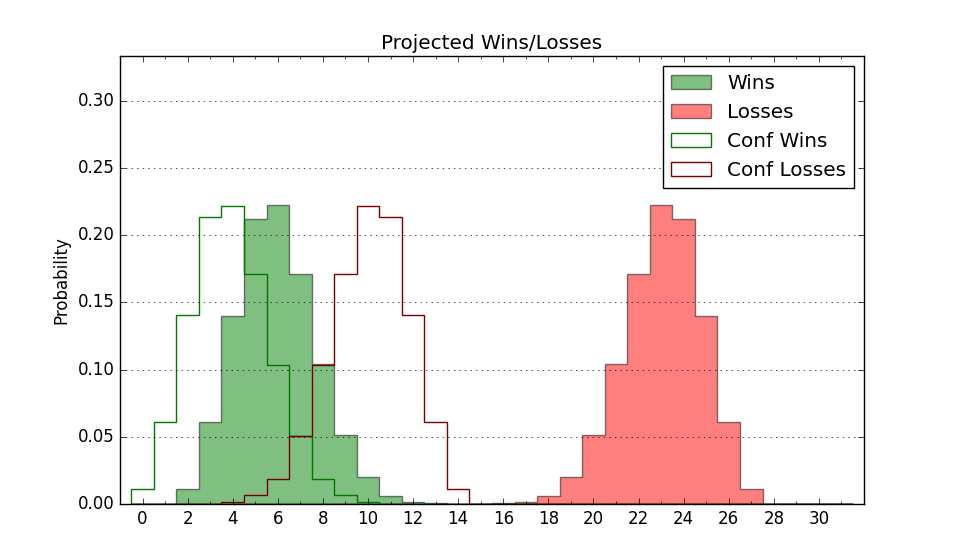 Projected Wins/Losses
Wins
Losses
Conf Wins
Conf Losses
Probability
0.30
0.25
0.20
0.15
0.10
0.05
0.00
0 2 4 6 8 10 12 14 16 18 20 22 24 26 28 30